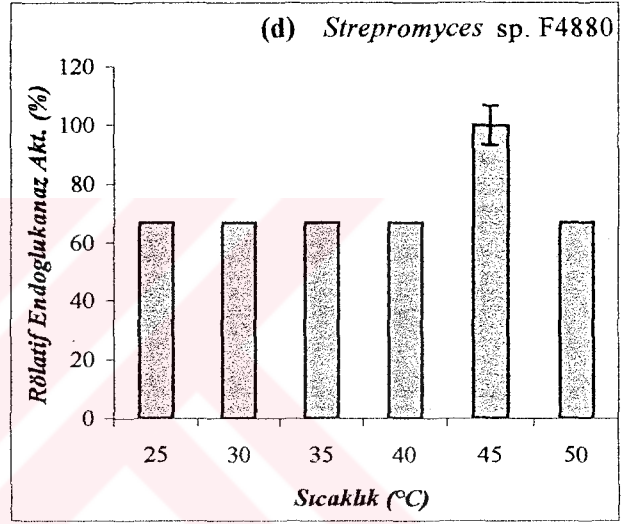 (d) Strepromyces sp. F4880
Rölatif Endoglukanaz Akt. (%)
120
100
80
60
40
20
0
25 30 35 40 45 50
Sıcaklık (°C)